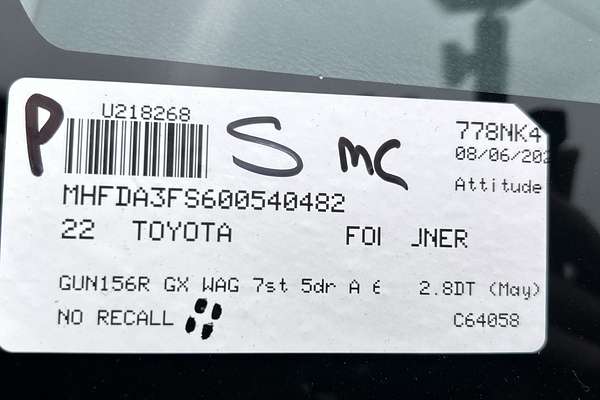 P
U218268
S
MC
778NK4
08/06/202
Attitude
MHFDA3FS600540482
22 TOYOTA FO JNER
GUN156R GX WAG 7st 5dr A 6 2.8DT (May)
NO RECALL
C64058